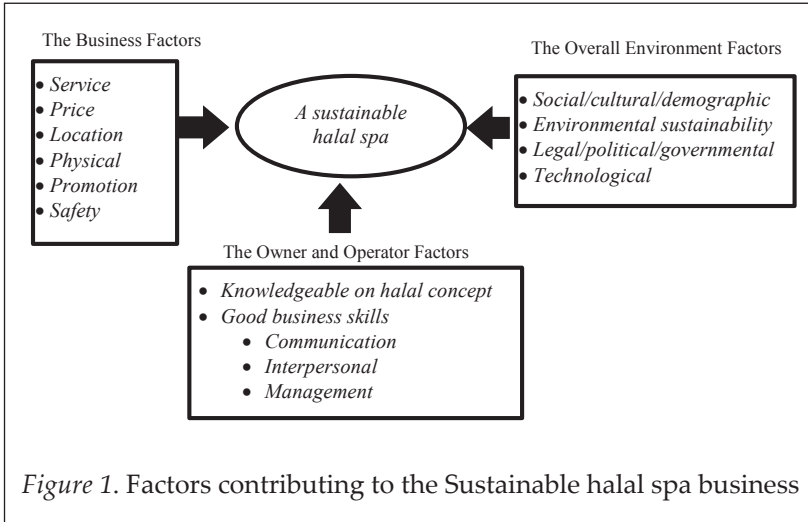 The Business Factors
• Service
• Price
• Location
• Physical
• Promotion
• Safety
A sustainable
halal spa
The Overall Environment Factors
• Social/cultural/demographic
• Environmental sustainability
• Legal/political/governmental
• Technological
The Owner and Operator Factors
• Knowledgeable on halal concept
• Good business skills
• Communication
• Interpersonal
• Management
Figure 1. Factors contributing to the Sustainable halal spa business